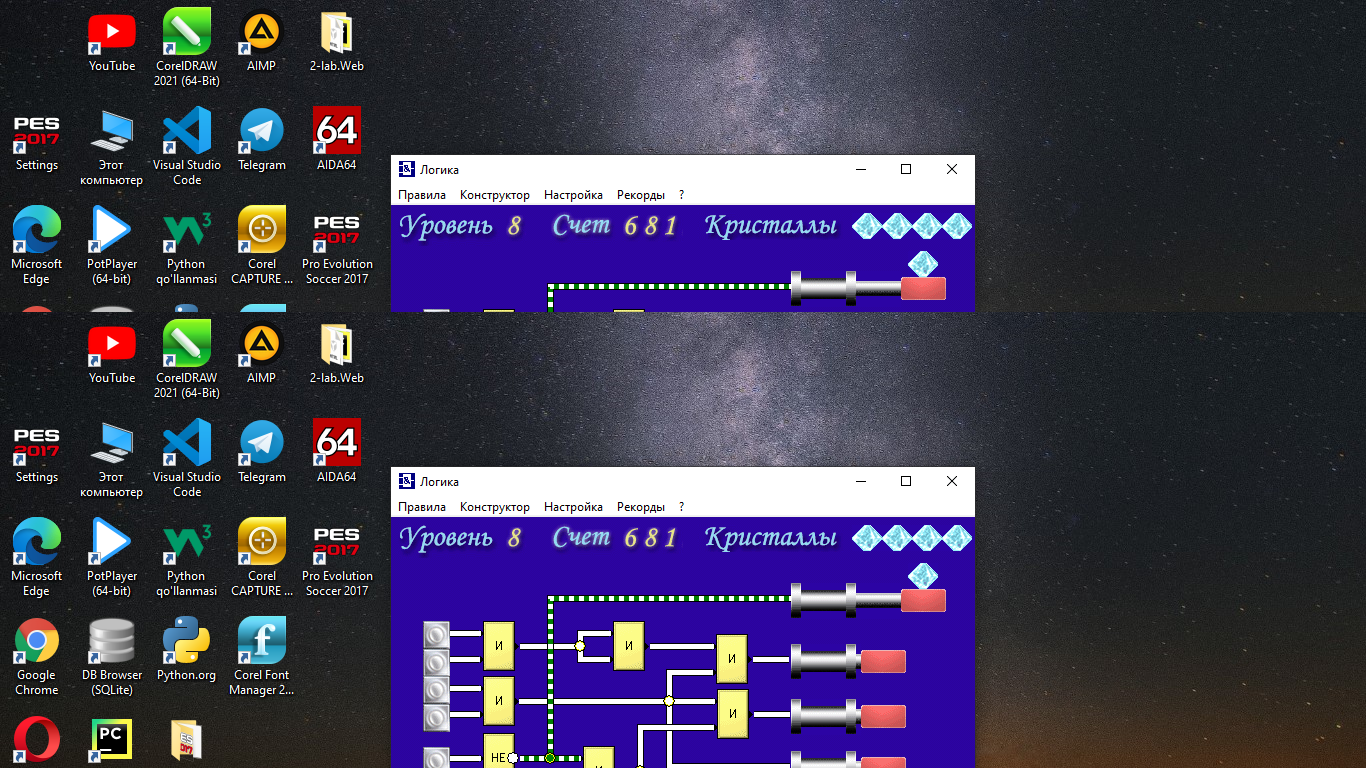 YouTube
CorelDRAW
2021 (64-Bit)
AIMP
2-lab.Web
PES
2017
Settings
Этот
компьютер
Visual Studio
Code
Telegram
64
AIDA64
Microsoft
Edge
PotPlayer
(64-bit)
3
Python
qo'llanmasi
Corel
CAPTURE ...
PES
2017
Pro Evolution
Soccer 2017
Логика
Правила Конструктор Настройка Рекорды ?
Уровень 8 Счет 681 Кристаллы
YouTube
CorelDRAW
2021 (64-Bit)
AIMP
2-lab.Web
PES
2017
Settings
Этот
компьютер
Visual Studio
Code
Telegram
64
AIDA64
Microsoft
Edge
PotPlayer
(64-bit)
3
Python
qo'llanmasi
Corel
CAPTURE ...
PES
2017
Pro Evolution
Soccer 2017
Google
Chrome
DB Browser
(SQLite)
Python.org
f
Corel Font
Manager 2...
PC
Логика
Правила Конструктор Настройка Рекорды ?
Уровень 8 Счет 681 Кристаллы
И
И
И
И
И
НЕ
И